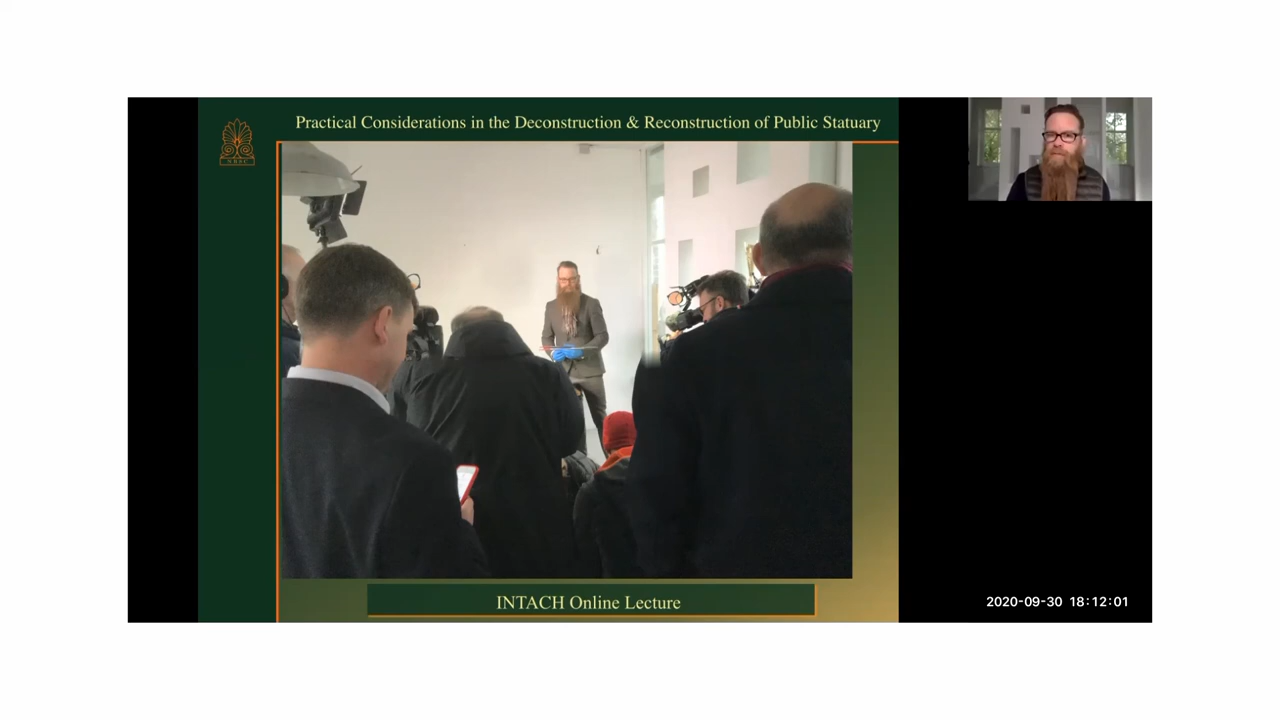 Practical Considerations in the Deconstruction & Reconstruction of Public Statuary
INTACH Online Lecture
2020-09-30 18:12:01